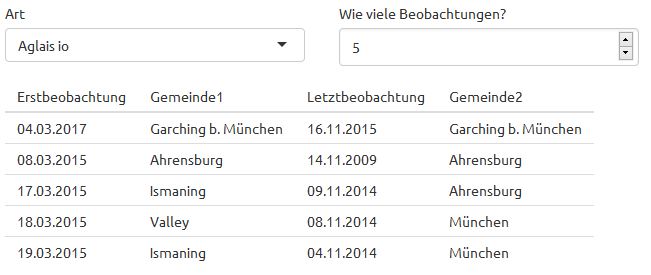 Art Wie viele Beobachtungen?
Aglais io 5
Erstbeobachtung Gemeinde1 Letztbeobachtung Gemeinde2
04.03.2017 Garching b. München 16.11.2015 Garching b. München
08.03.2015 Ahrensburg 14.11.2009 Ahrensburg
17.03.2015 Ismaning 09.11.2014 Ahrensburg
18.03.2015 Valley 08.11.2014 München
19.03.2015 Ismaning 04.11.2014 München